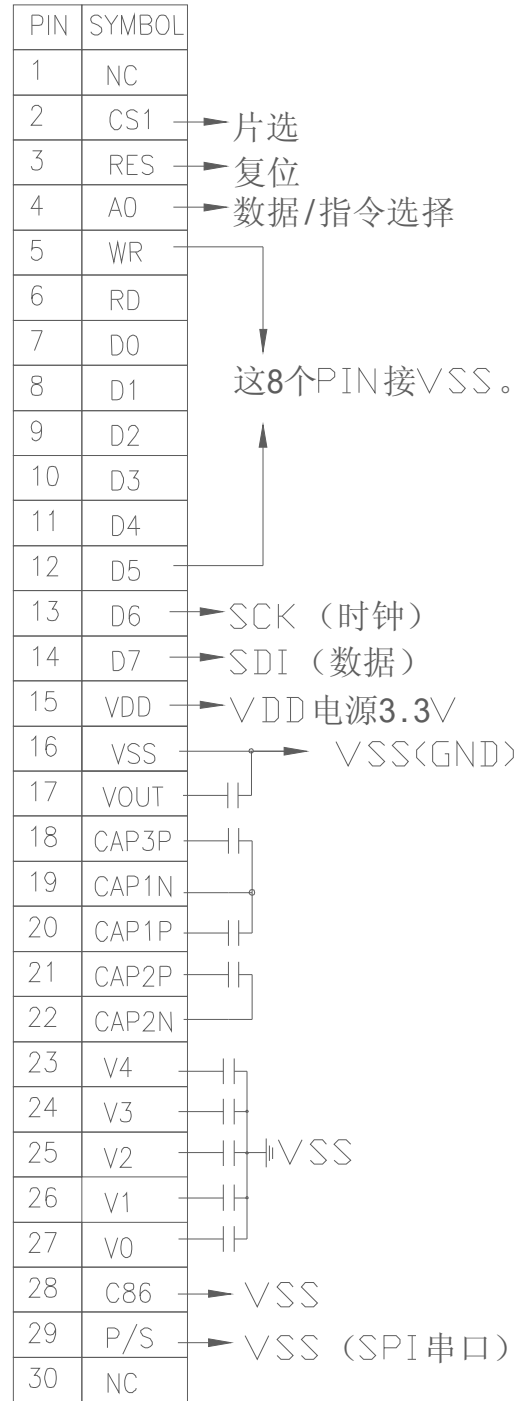 PIN SYMBOL
1 NC
2 CS1 片选
3 RES 复位
4 A0 数据/指令选择
5 WR
6 RD
7 D0
8 D1 这8个PIN接VSS。
9 D2
10 D3
11 D4
12 D5
13 D6 SCK（时钟）
14 D7 SDI（数据）
15 VDD VDD电源3.3V
16 VSS VSS(GND)
17 VOUT
18 CAP3P
19 CAP1N
20 CAP1P
21 CAP2P
22 CAP2N
23 V4
24 V3
25 V2 VSS
26 V1
27 V0
28 C86 VSS
29 P/S VSS（SPI串口）
30 NC